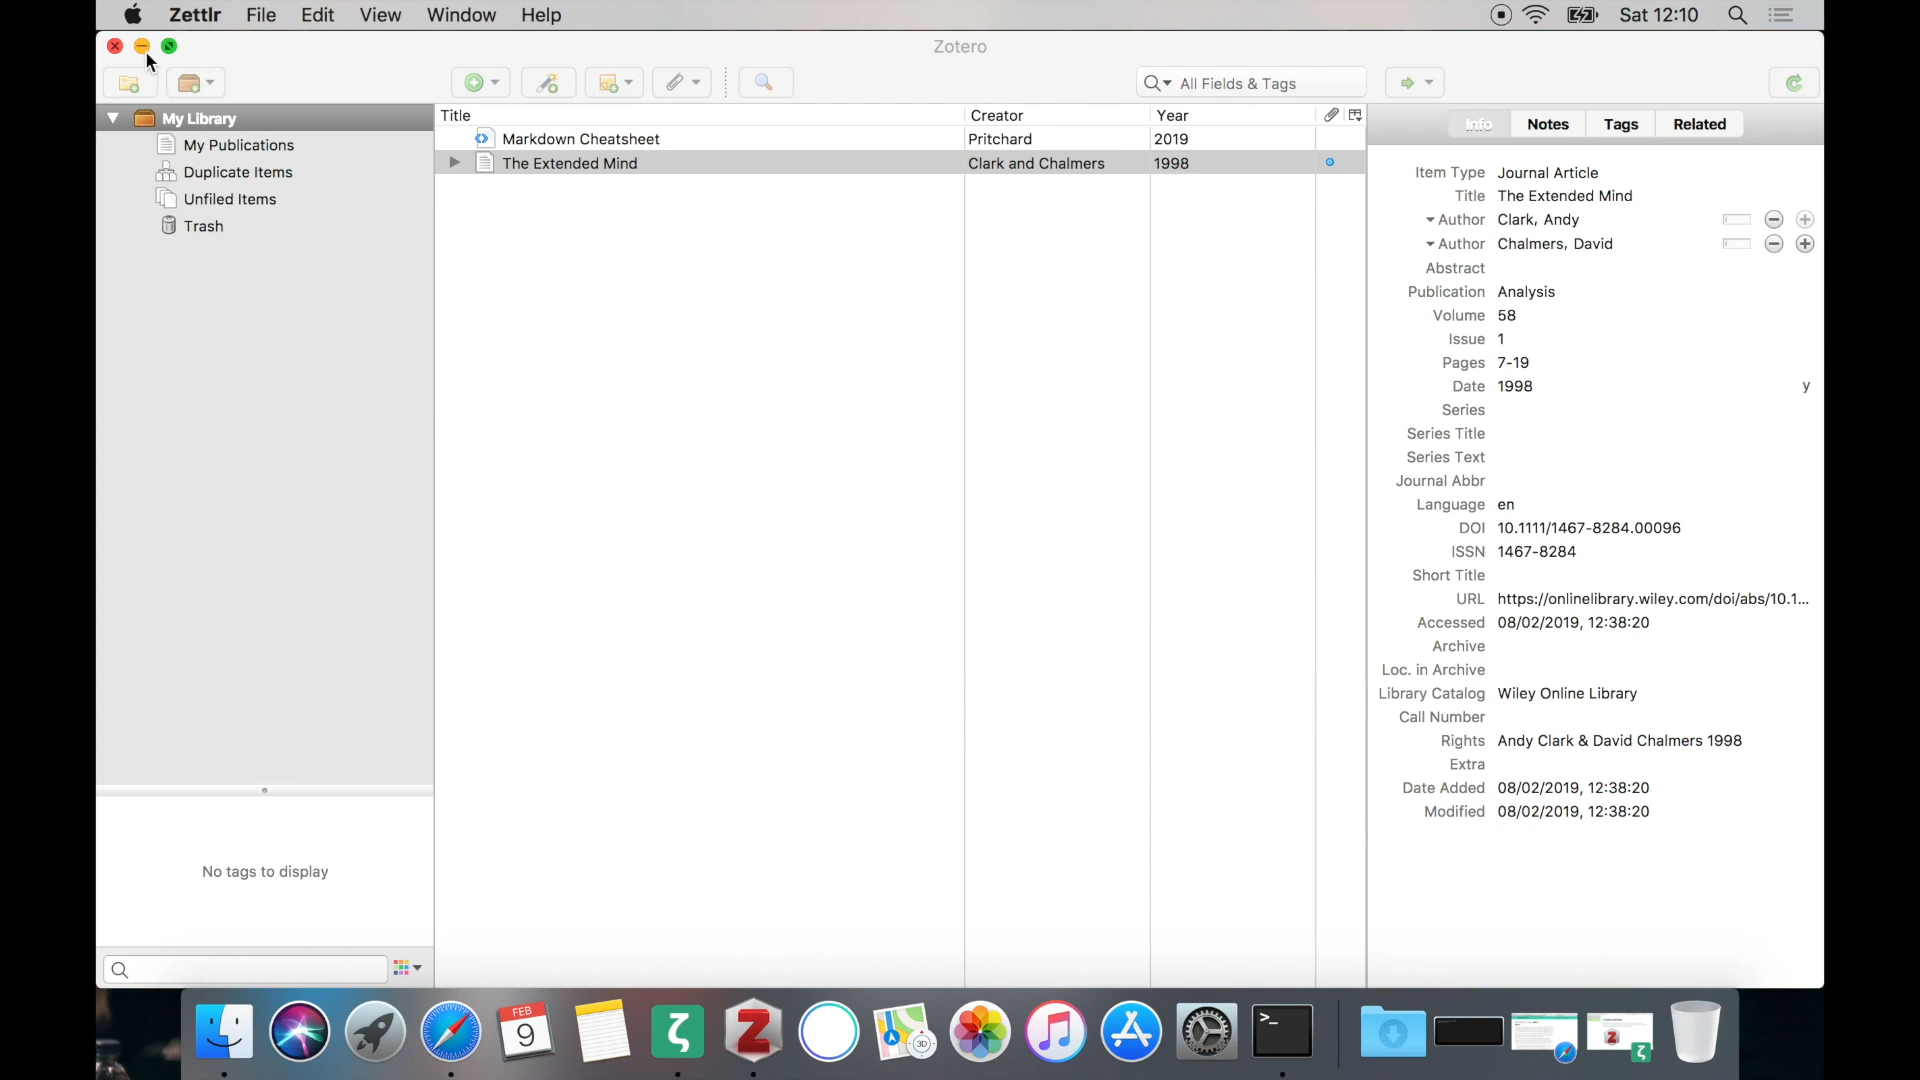 Zettlr File Edit View Window Help Sat 12:10
Zotero
All Fields & Tags
My Library
My Publications
Duplicate Items
Unfiled Items
Trash
No tags to display
Title Creator Year
Markdown Cheatsheet Pritchard 2019
The Extended Mind Clark and Chalmers 1998
Info Notes Tags Related
Item Type Journal Article
Title The Extended Mind
Author Clark, Andy
Author Chalmers, David
Abstract
Publication Analysis
Volume 58
Issue 1
Pages 7-19
Date 1998 y
Series
Series Title
Series Text
Journal Abbr
Language en
DOI 10.1111/1467-8284.00096
ISSN 1467-8284
Short Title
URL https://onlinelibrary.wiley.com/doi/abs/10.1...
Accessed 08/02/2019, 12:38:20
Archive
Loc. in Archive
Library Catalog Wiley Online Library
Call Number
Rights Andy Clark & David Chalmers 1998
Extra
Date Added 08/02/2019, 12:38:20
Modified 08/02/2019, 12:38:20
FEB
9
ζ
Z
3D
>_